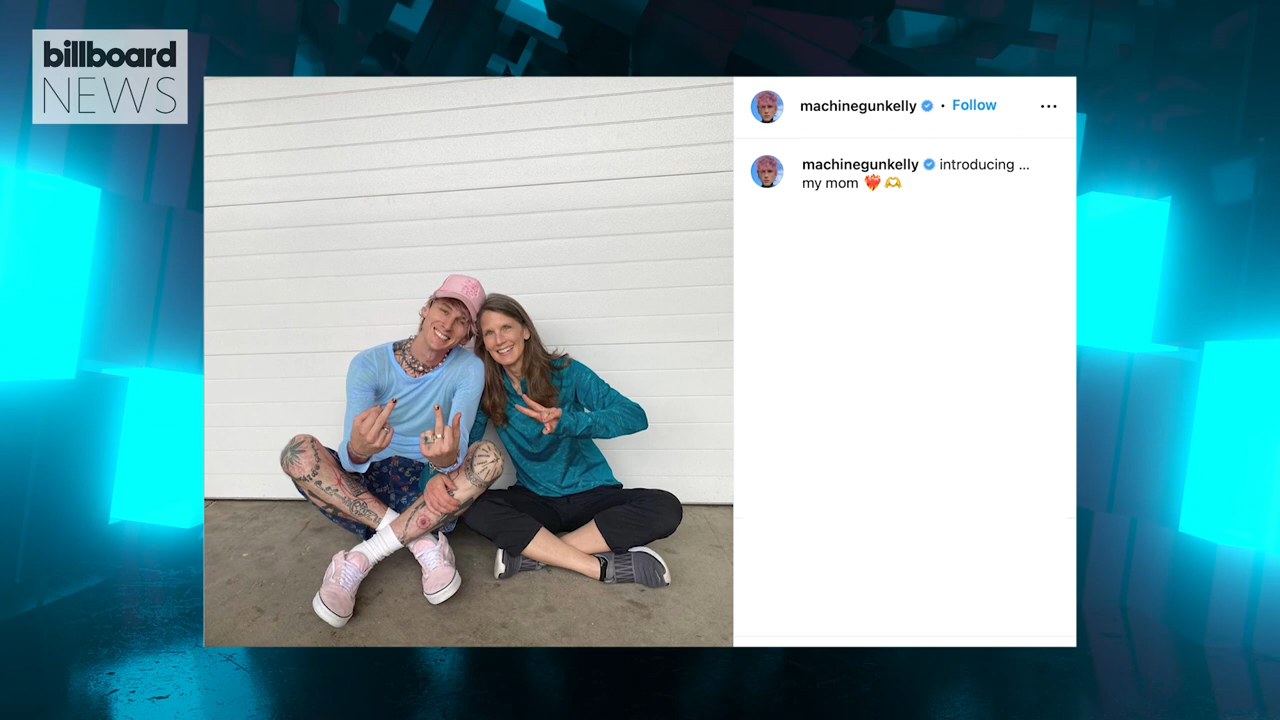 billboard
NEWS
machinegunkelly • Follow
machinegunkelly introducing ...
my mom ❤️‍🔥🫶